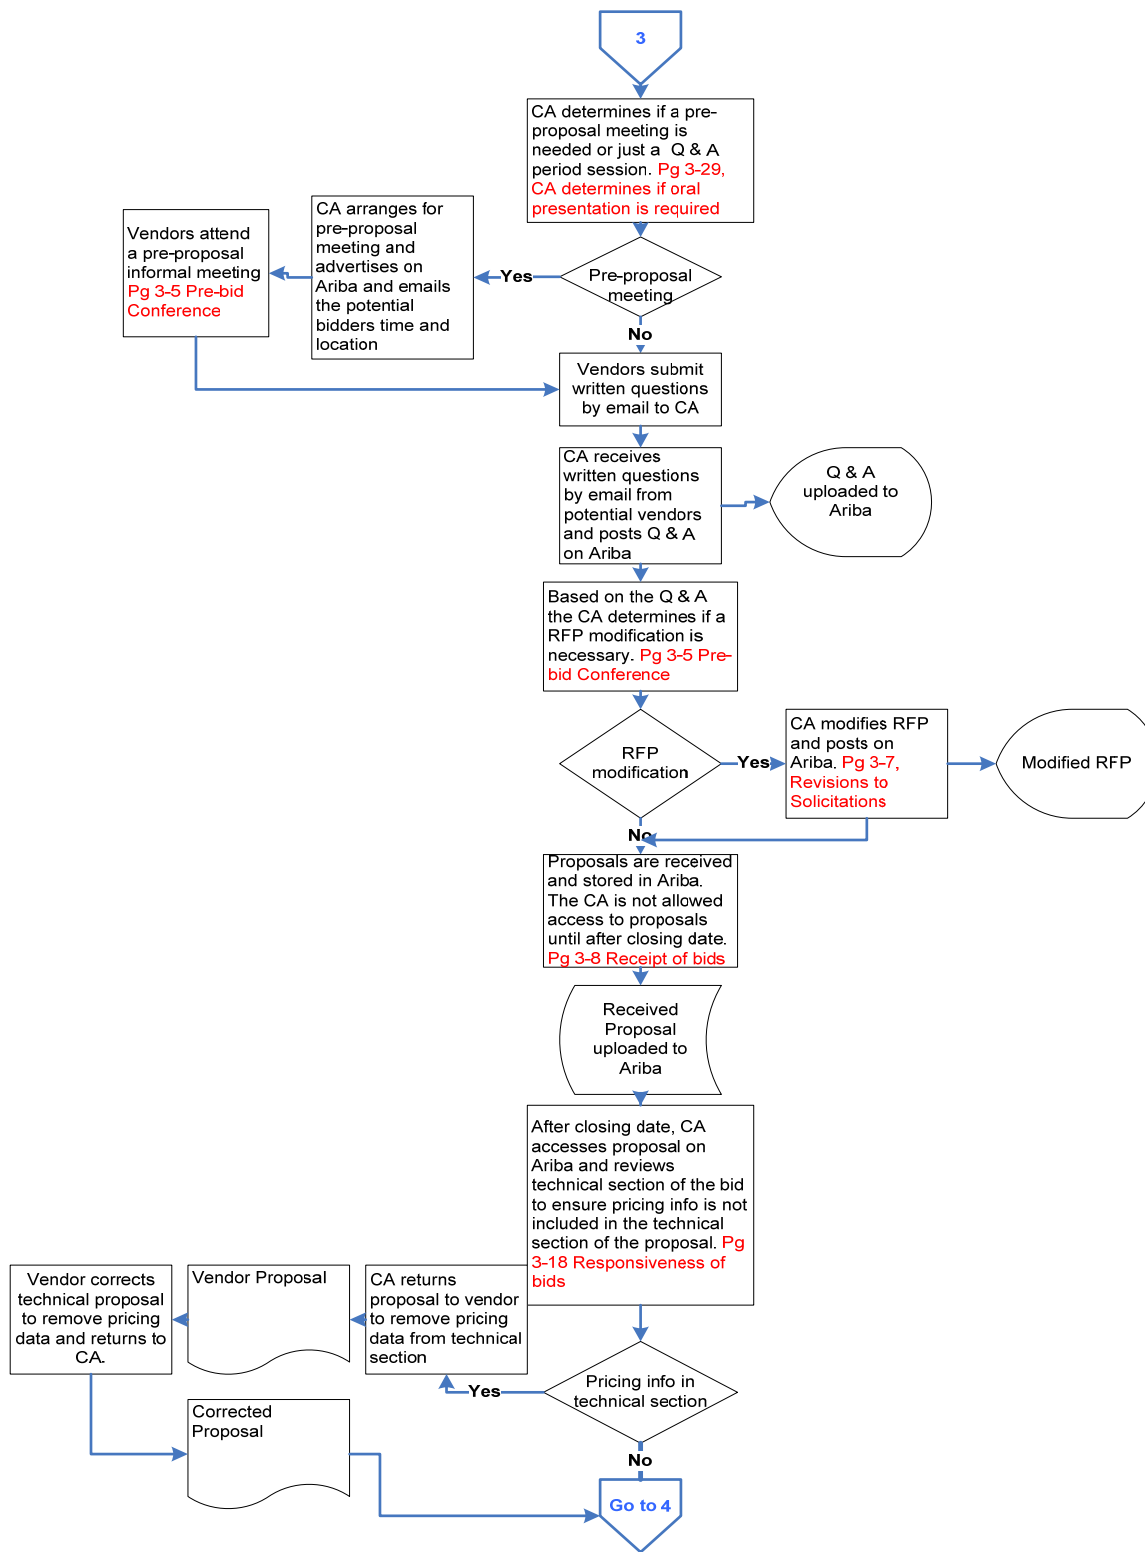 3
CA determines if a pre-
proposal meeting is
needed or just a Q & A
period session. Pg 3-29,
CA determines if oral
presentation is required
Pre-proposal
meeting
Yes
CA arranges for
pre-proposal
meeting and
advertises on
Ariba and emails
the potential
bidders time and
location
Vendors attend
a pre-proposal
informal meeting
Pg 3-5 Pre-bid
Conference
No
Vendors submit
written questions
by email to CA
CA receives
written questions
by email from
potential vendors
and posts Q & A
on Ariba
Q & A
uploaded to
Ariba
Based on the Q & A
the CA determines if a
RFP modification is
necessary. Pg 3-5 Pre-
bid Conference
RFP
modification
Yes
CA modifies RFP
and posts on
Ariba. Pg 3-7,
Revisions to
Solicitations
Modified RFP
No
Proposals are received
and stored in Ariba.
The CA is not allowed
access to proposals
until after closing date.
Pg 3-8 Receipt of bids
Received
Proposal
uploaded to
Ariba
After closing date, CA
accesses proposal on
Ariba and reviews
technical section of the bid
to ensure pricing info is not
included in the technical
section of the proposal. Pg
3-18 Responsiveness of
bids
Pricing info in
technical section
Yes
CA returns
proposal to vendor
to remove pricing
data from technical
section
Vendor Proposal
Vendor corrects
technical proposal
to remove pricing
data and returns to
CA.
Corrected
Proposal
No
Go to 4